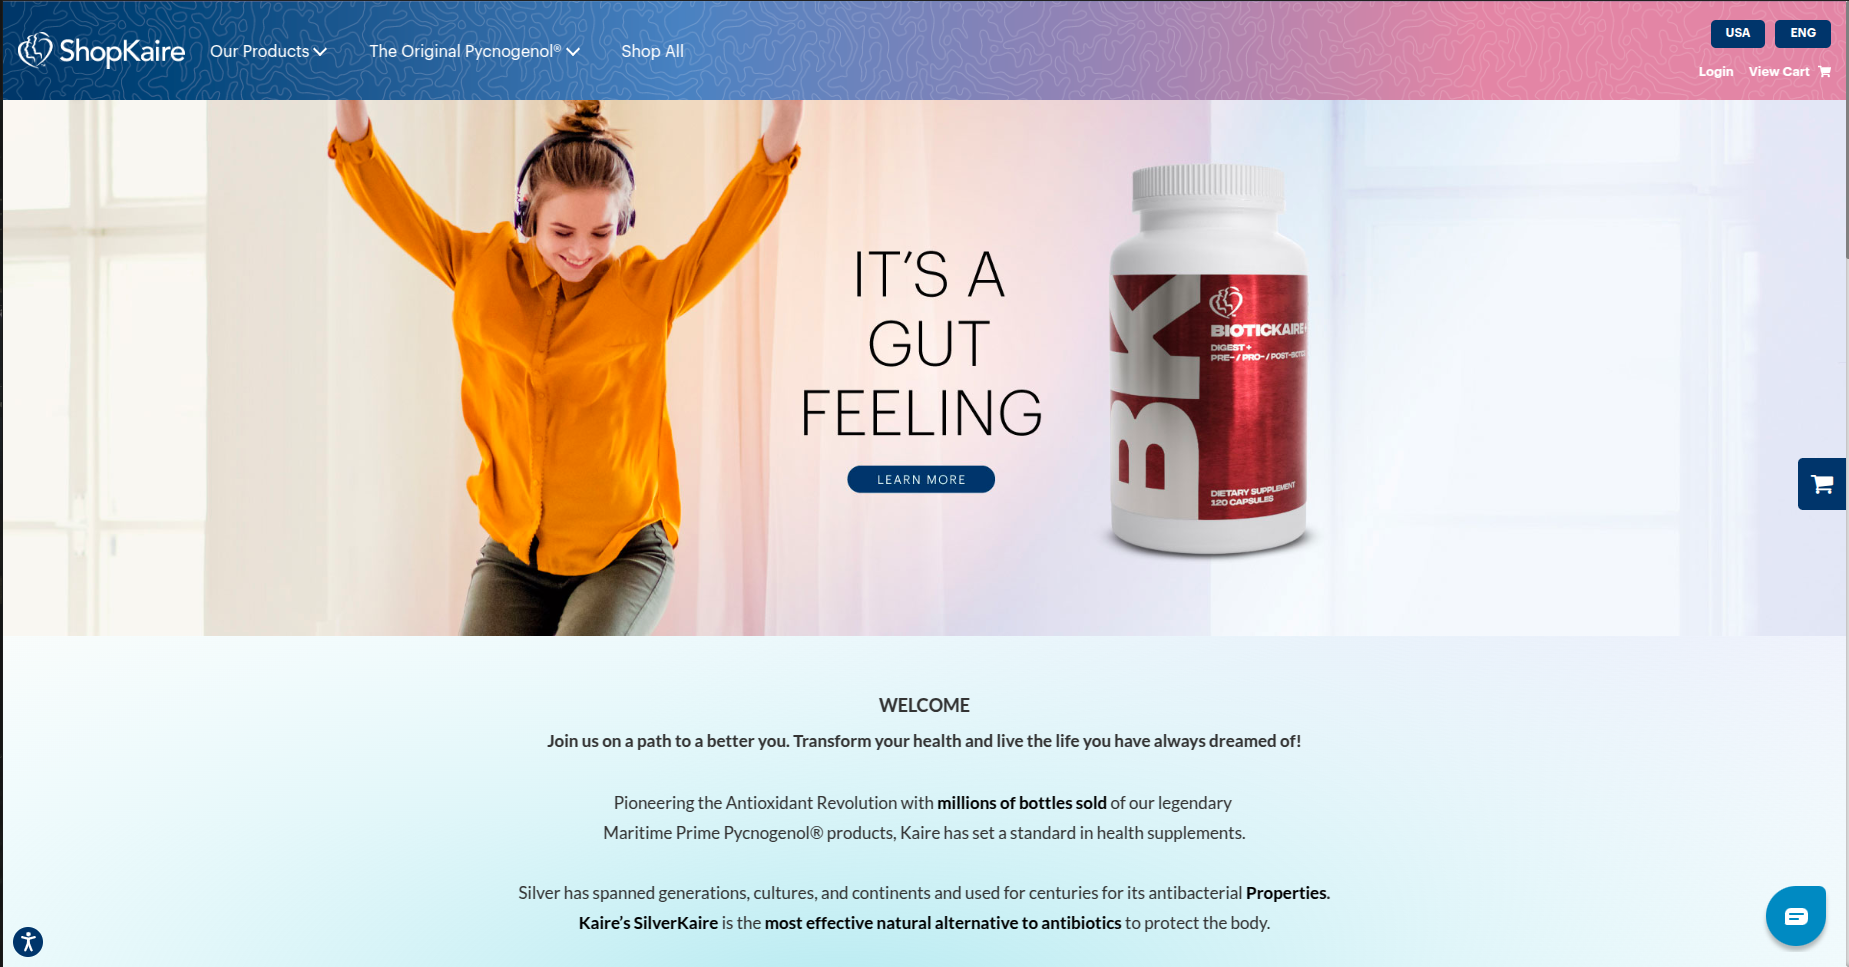 ShopKaire
Our Products
The Original Pycnogenol®
Shop All
USA
ENG
Login
View Cart
IT'S A
GUT
FEELING
LEARN MORE
BK
BIOTICKAIRE+
DIGEST +
PRE- / PRO- / POST-BIOTIC
DIETARY SUPPLEMENT
120 CAPSULES
WELCOME
Join us on a path to a better you. Transform your health and live the life you have always dreamed of!
Pioneering the Antioxidant Revolution with millions of bottles sold of our legendary
Maritime Prime Pycnogenol® products, Kaire has set a standard in health supplements.
Silver has spanned generations, cultures, and continents and used for centuries for its antibacterial Properties.
Kaire’s SilverKaire is the most effective natural alternative to antibiotics to protect the body.